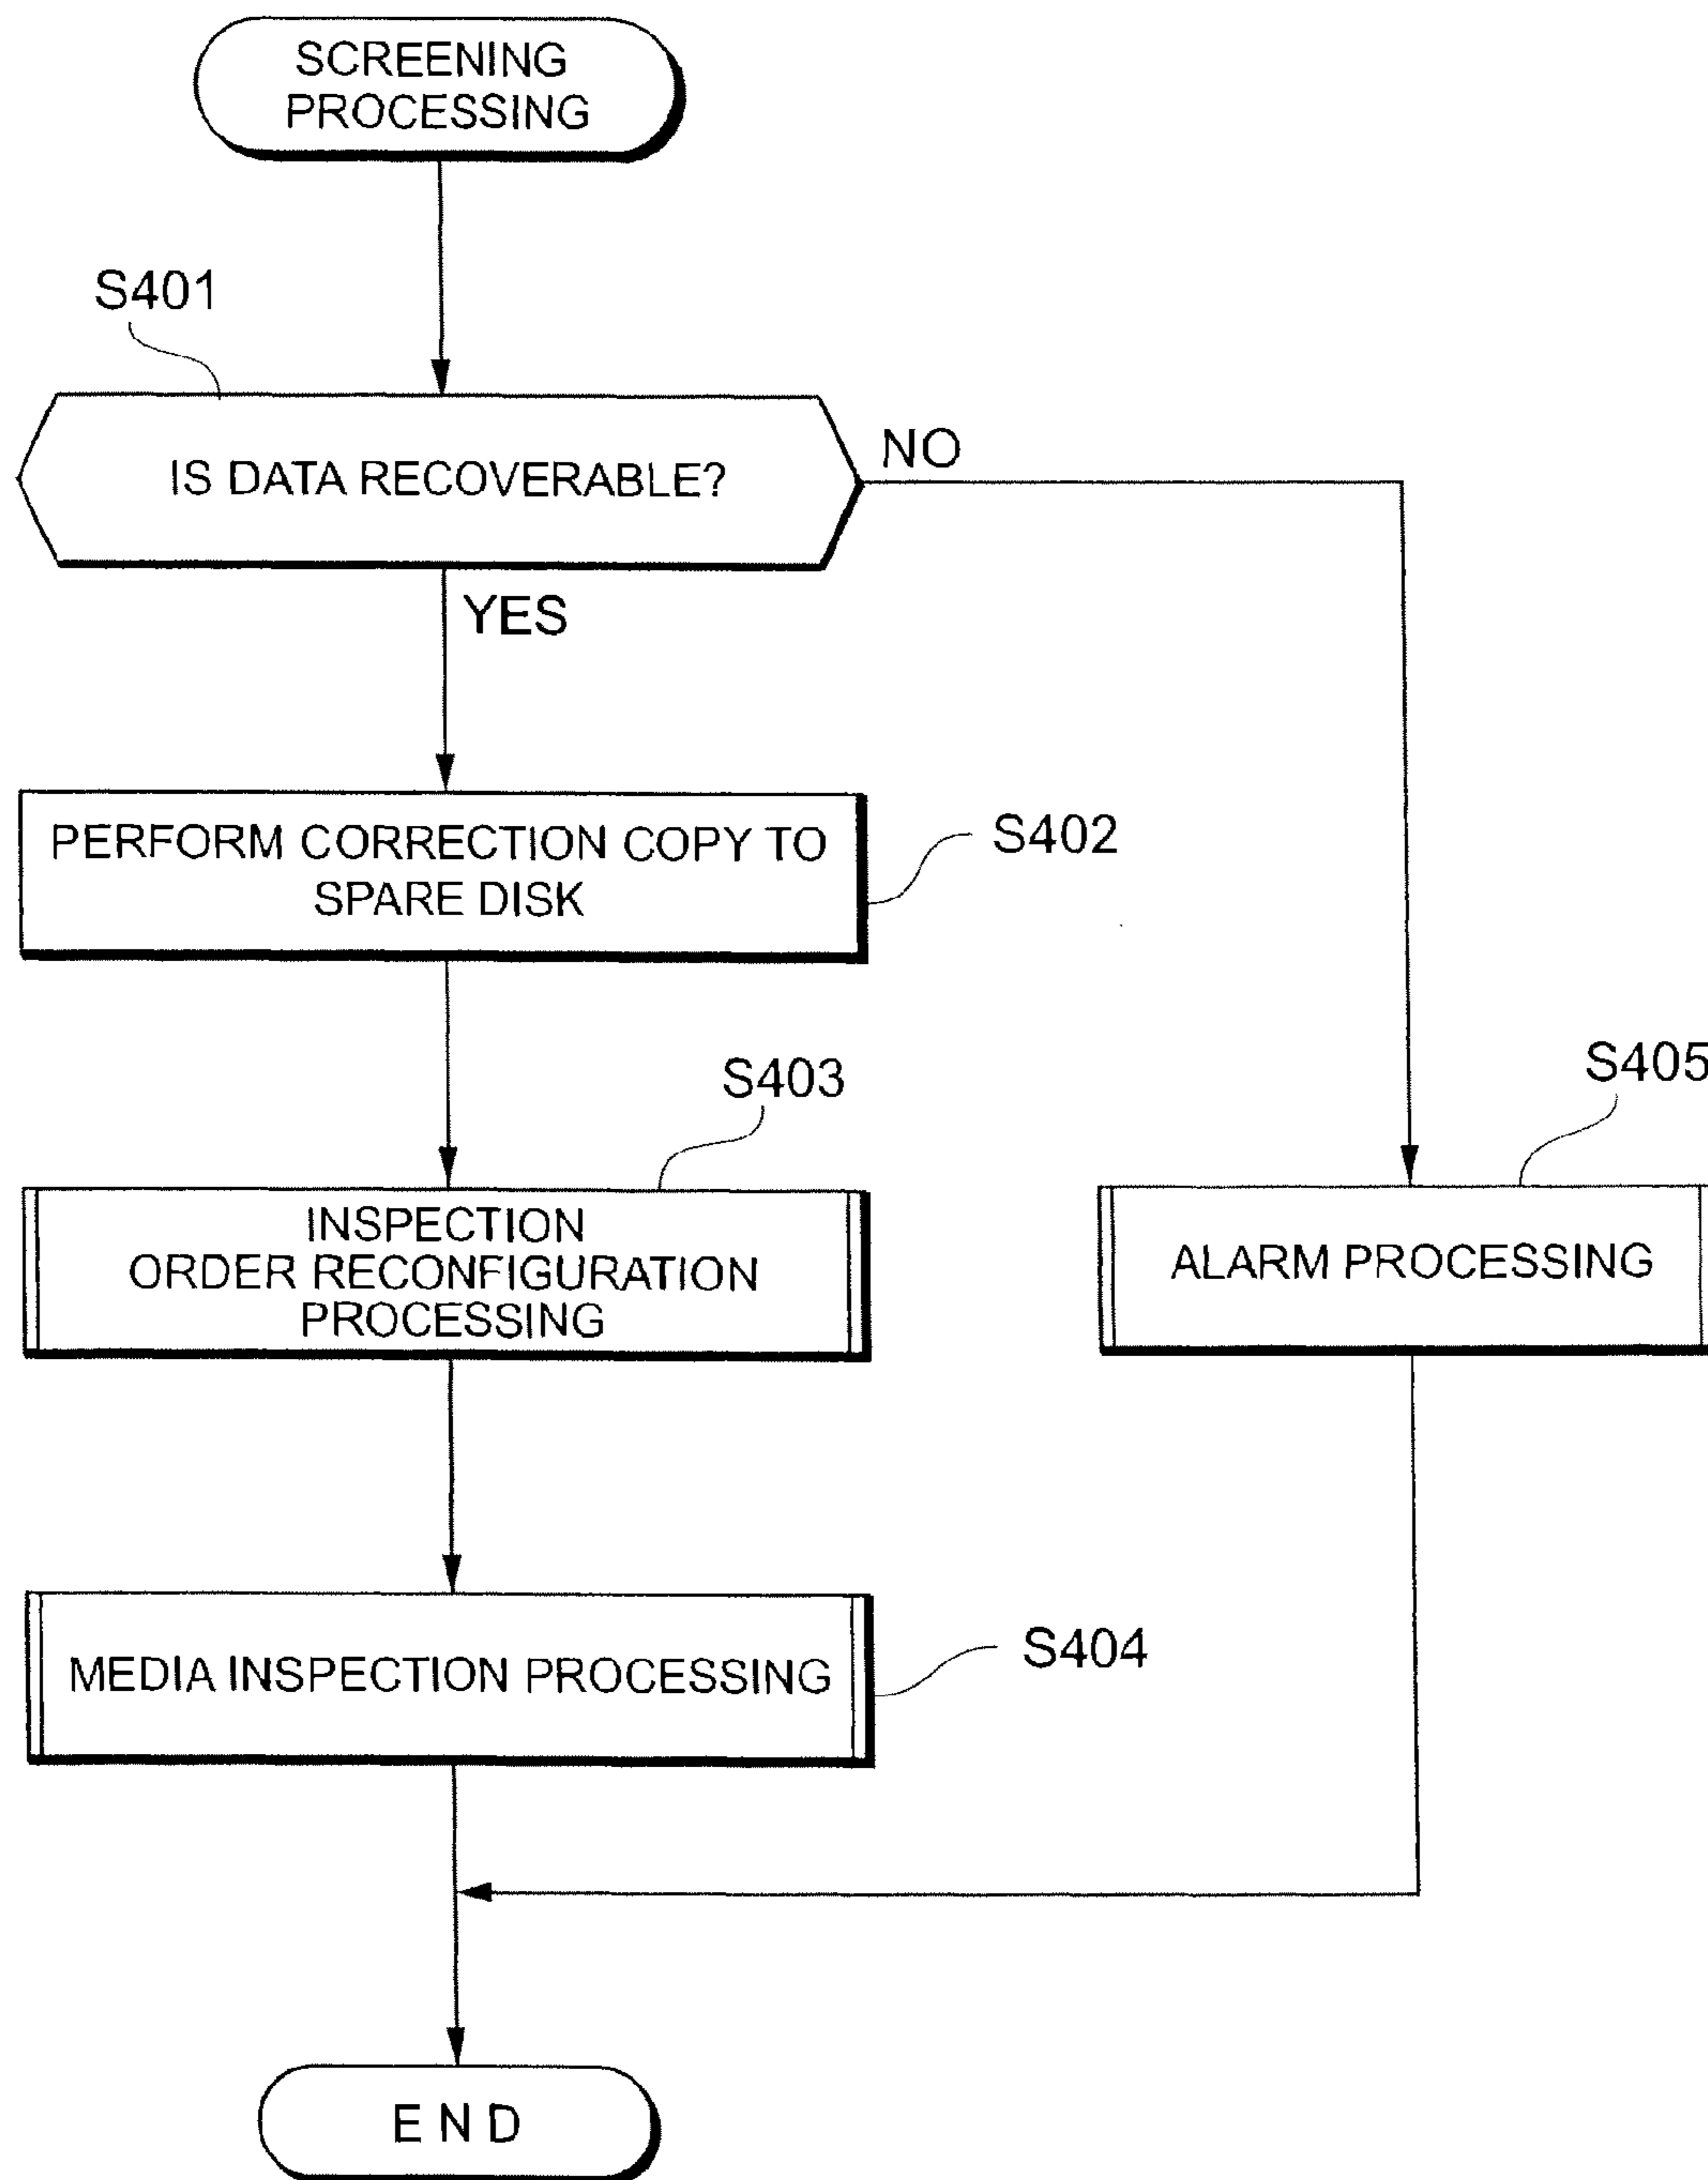 SCREENING
PROCESSING
S401
IS DATA RECOVERABLE?
NO
YES
PERFORM CORRECTION COPY TO
SPARE DISK
S402
S403
INSPECTION
ORDER RECONFIGURATION
PROCESSING
S405
ALARM PROCESSING
MEDIA INSPECTION PROCESSING
S404
END